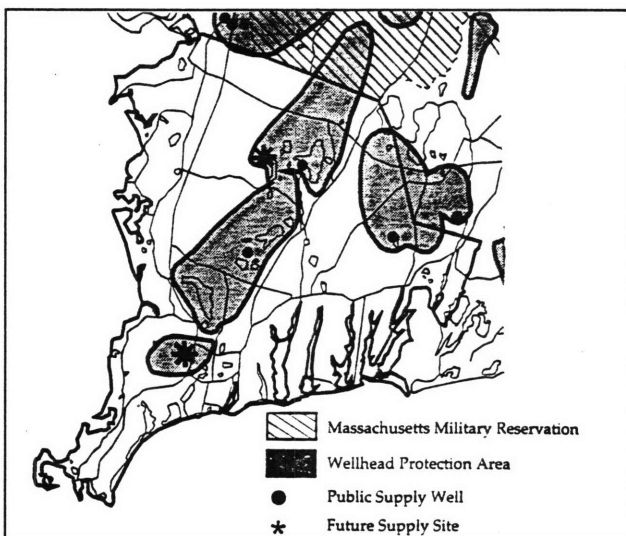 Massachusetts Military Reservation
Wellhead Protection Area
Public Supply Well
Future Supply Site